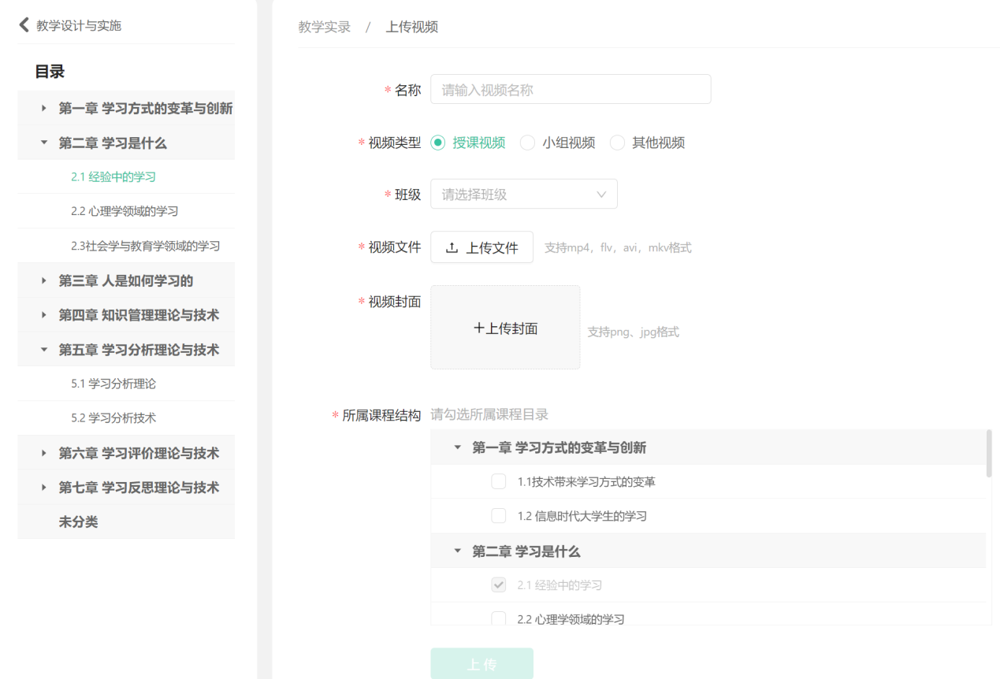 教学设计与实施
目录
第一章 学习方式的变革与创新
第二章 学习是什么
2.1 经验中的学习
2.2 心理学领域的学习
2.3社会学与教育学领域的学习
第三章 人是如何学习的
第四章 知识管理理论与技术
第五章 学习分析理论与技术
5.1 学习分析理论
5.2 学习分析技术
第六章 学习评价理论与技术
第七章 学习反思理论与技术
未分类
教学实录 / 上传视频
* 名称 请输入视频名称
* 视频类型 授课视频 小组视频 其他视频
* 班级 请选择班级
* 视频文件 上传文件 支持mp4，flv，avi，mkv格式
* 视频封面
+上传封面 支持png、jpg格式
* 所属课程结构 请勾选所属课程目录
第一章 学习方式的变革与创新
1.1技术带来学习方式的变革
1.2 信息时代大学生的学习
第二章 学习是什么
2.1 经验中的学习
2.2 心理学领域的学习
上 传